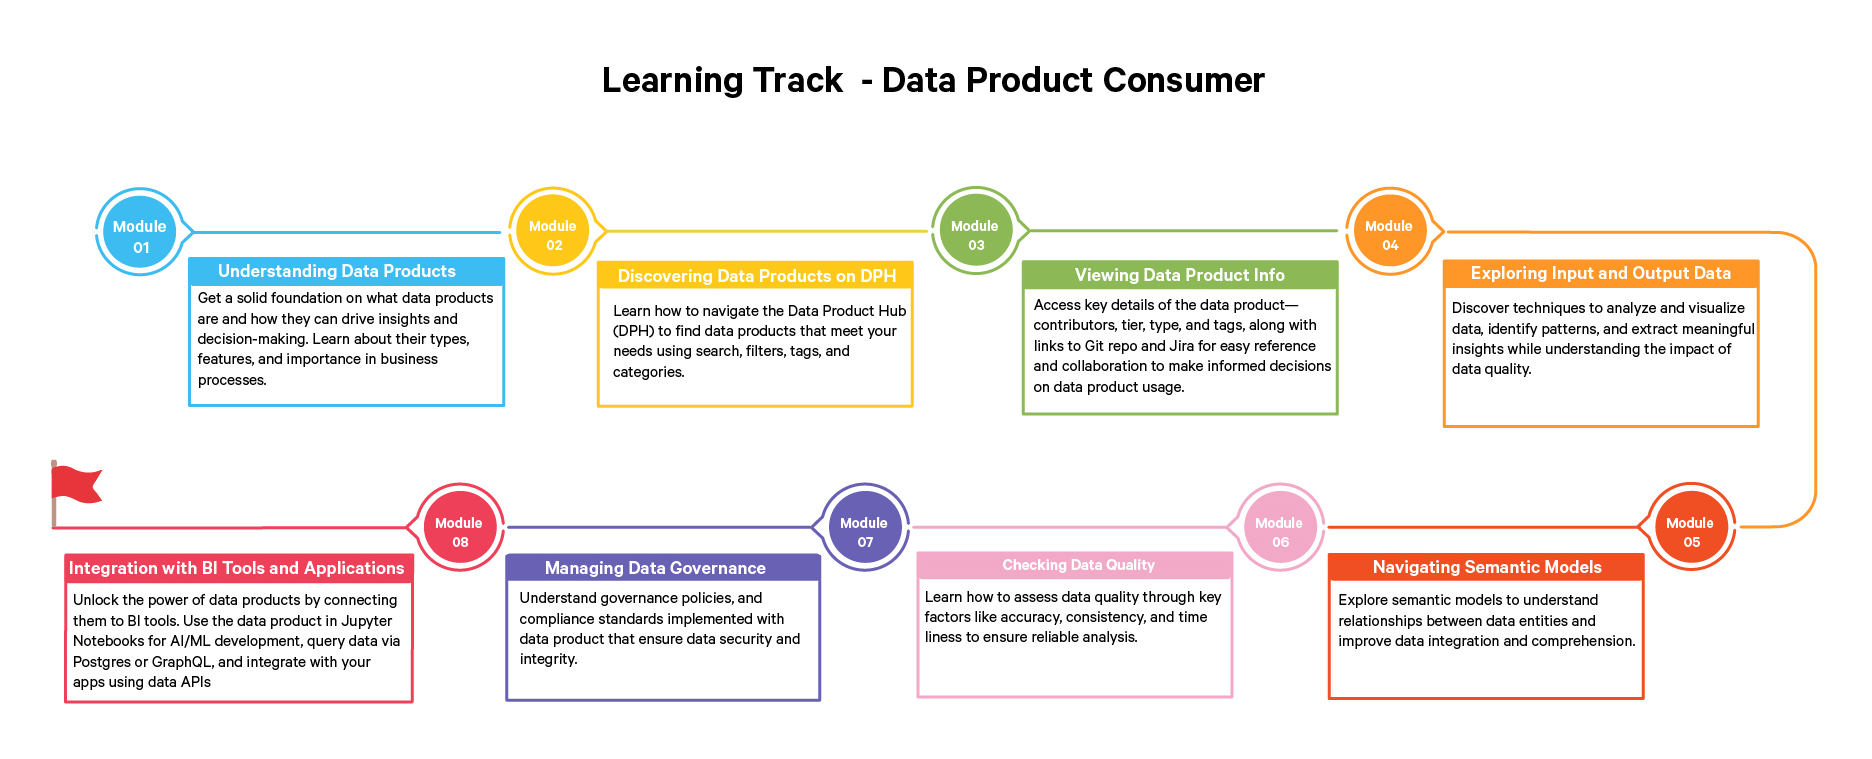 Learning Track - Data Product Consumer
Module
01
Understanding Data Products
Get a solid foundation on what data products
are and how they can drive insights and
decision-making. Learn about their types,
features, and importance in business
processes.
Module
02
Discovering Data Products on DPH
Learn how to navigate the Data Product Hub
(DPH) to find data products that meet your
needs using search, filters, tags, and
categories.
Module
03
Viewing Data Product Info
Access key details of the data product—
contributors, tier, type, and tags, along with
links to Git repo and Jira for easy reference
and collaboration to make informed decisions
on data product usage.
Module
04
Exploring Input and Output Data
Discover techniques to analyze and visualize
data, identify patterns, and extract meaningful
insights while understanding the impact of
data quality.
Module
05
Navigating Semantic Models
Explore semantic models to understand
relationships between data entities and
improve data integration and comprehension.
Module
06
Checking Data Quality
Learn how to assess data quality through key
factors like accuracy, consistency, and time
liness to ensure reliable analysis.
Module
07
Managing Data Governance
Understand governance policies, and
compliance standards implemented with
data product that ensure data security and
integrity.
Module
08
Integration with BI Tools and Applications
Unlock the power of data products by connecting
them to BI tools. Use the data product in Jupyter
Notebooks for AI/ML development, query data via
Postgres or GraphQL, and integrate with your
apps using data APIs